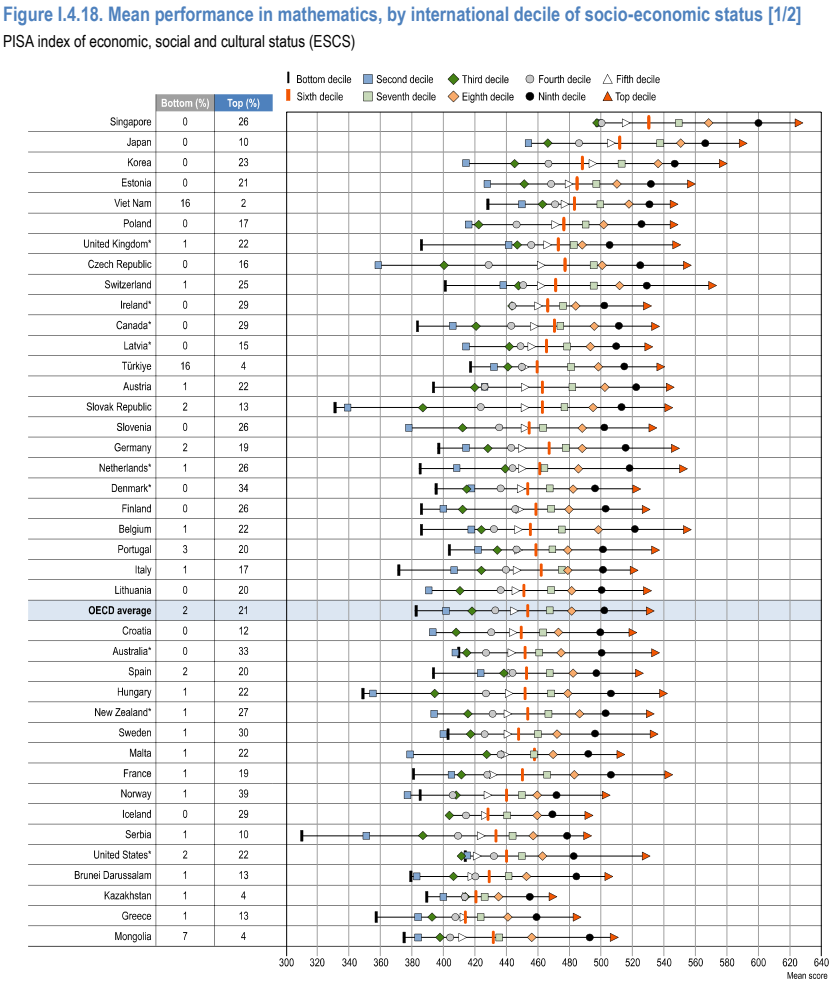 Figure I.4.18. Mean performance in mathematics, by international decile of socio-economic status [1/2]
PISA index of economic, social and cultural status (ESCS)
Bottom decile Second decile Third decile Fourth decile Fifth decile
Sixth decile Seventh decile Eighth decile Ninth decile Top decile
Bottom (%) Top (%)
Singapore 0 26
Japan 0 10
Korea 0 23
Estonia 0 21
Viet Nam 16 2
Poland 0 17
United Kingdom* 1 22
Czech Republic 0 16
Switzerland 1 25
Ireland* 0 29
Canada* 0 29
Latvia* 0 15
Türkiye 16 4
Austria 1 22
Slovak Republic 2 13
Slovenia 0 26
Germany 2 19
Netherlands* 1 26
Denmark* 0 34
Finland 0 26
Belgium 1 22
Portugal 3 20
Italy 1 17
Lithuania 0 20
OECD average 2 21
Croatia 0 12
Australia* 0 33
Spain 2 20
Hungary 1 22
New Zealand* 1 27
Sweden 1 30
Malta 1 22
France 1 19
Norway 1 39
Iceland 0 29
Serbia 1 10
United States* 2 22
Brunei Darussalam 1 13
Kazakhstan 1 4
Greece 1 13
Mongolia 7 4
300 320 340 360 380 400 420 440 460 480 500 520 540 560 580 600 620 640
Mean score